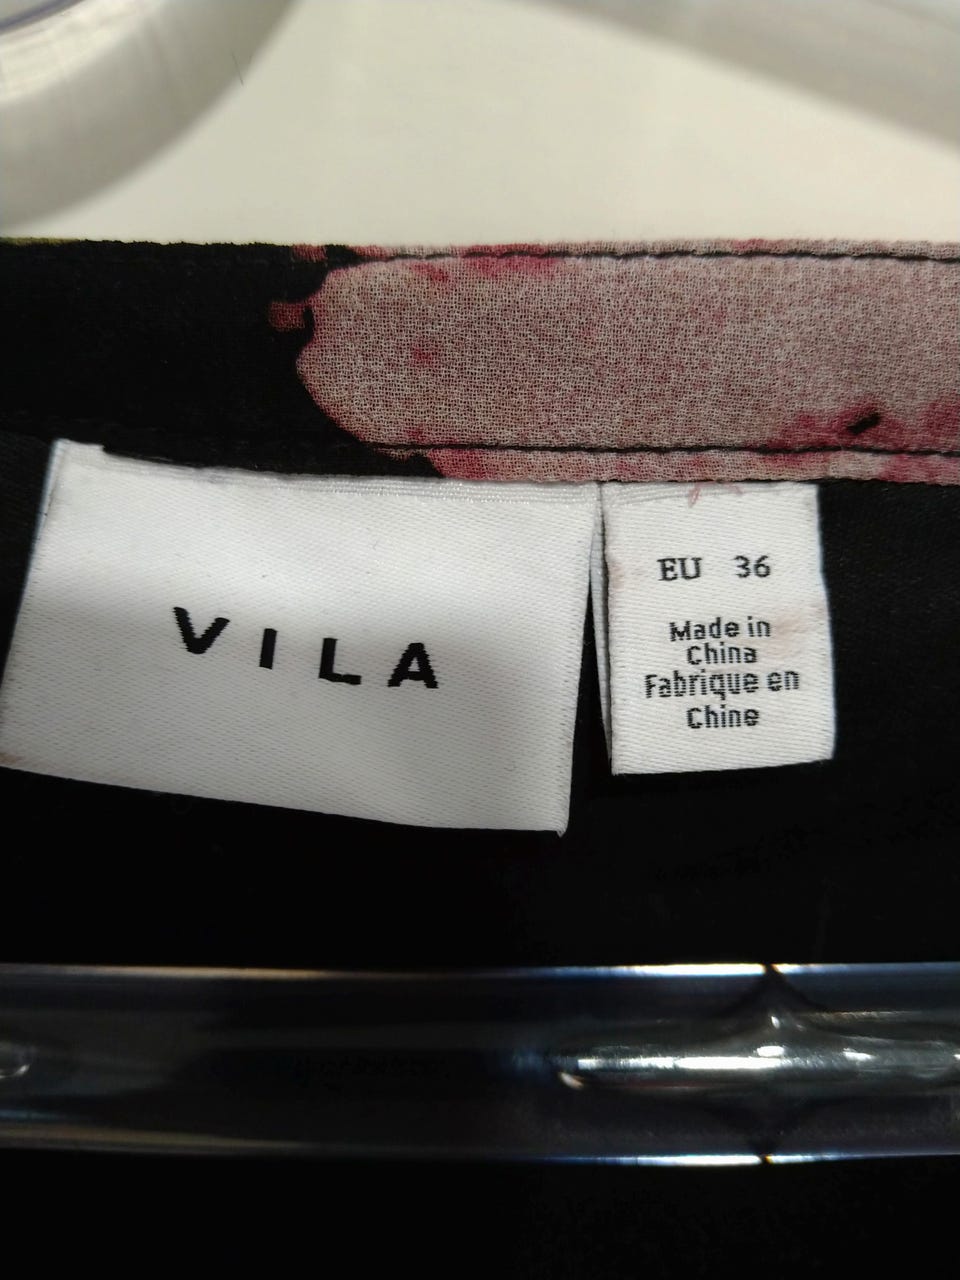 VILA
EU 36
Made in
China
Fabrique en
Chine